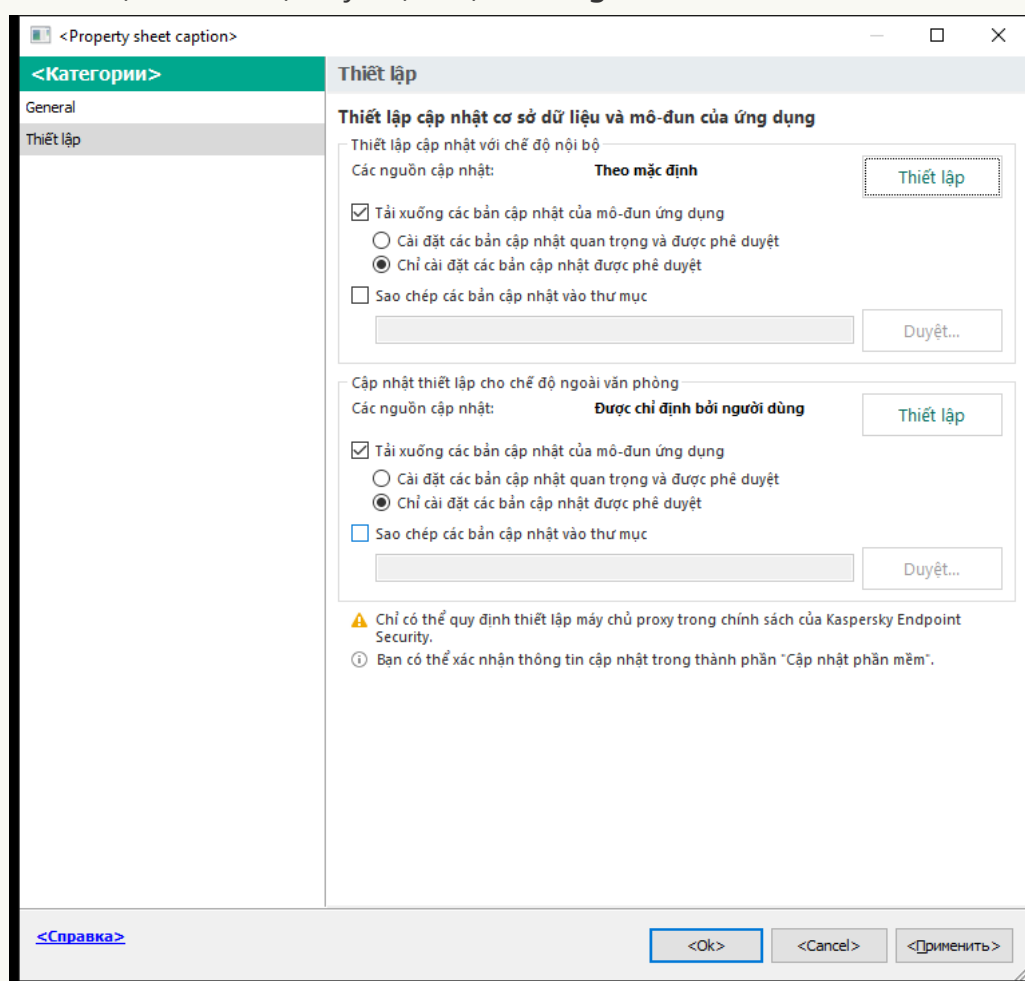 <Property sheet caption>
<Категории>
General
Thiết lập
Thiết lập
Thiết lập cập nhật cơ sở dữ liệu và mô-đun của ứng dụng
Thiết lập cập nhật với chế độ nội bộ
Các nguồn cập nhật: Theo mặc định Thiết lập
Tải xuống các bản cập nhật của mô-đun ứng dụng
Cài đặt các bản cập nhật quan trọng và được phê duyệt
Chỉ cài đặt các bản cập nhật được phê duyệt
Sao chép các bản cập nhật vào thư mục
Duyệt...
Cập nhật thiết lập cho chế độ ngoài văn phòng
Các nguồn cập nhật: Được chỉ định bởi người dùng Thiết lập
Tải xuống các bản cập nhật của mô-đun ứng dụng
Cài đặt các bản cập nhật quan trọng và được phê duyệt
Chỉ cài đặt các bản cập nhật được phê duyệt
Sao chép các bản cập nhật vào thư mục
Duyệt...
Chỉ có thể quy định thiết lập máy chủ proxy trong chính sách của Kaspersky Endpoint
Security.
Bạn có thể xác nhận thông tin cập nhật trong thành phần "Cập nhật phần mềm".
<Справка>
<Ok> <Cancel> <Применить>